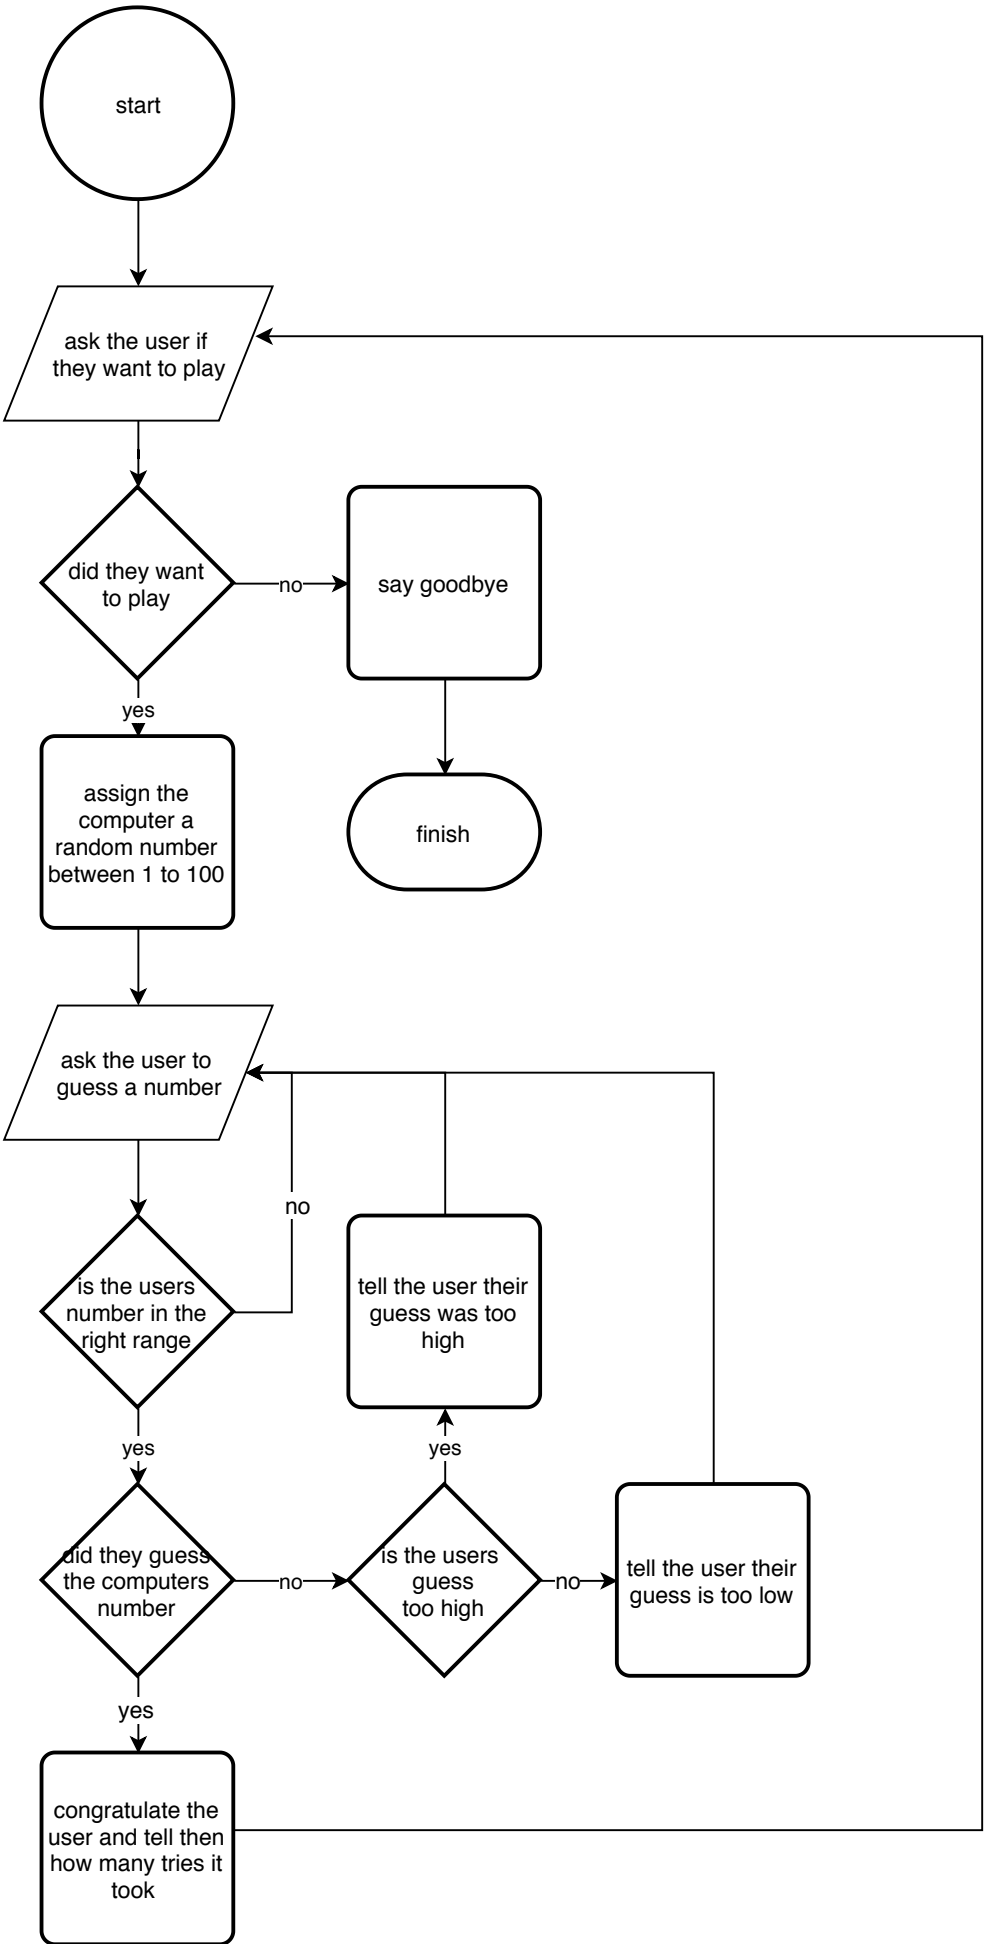 start
ask the user if
they want to play
did they want
to play
no
say goodbye
yes
assign the
computer a
random number
between 1 to 100
finish
ask the user to
guess a number
no
is the users
number in the
right range
tell the user their
guess was too
high
yes
yes
did they guess
the computers
number
no
is the users
guess
too high
no
tell the user their
guess is too low
yes
congratulate the
user and tell then
how many tries it
took